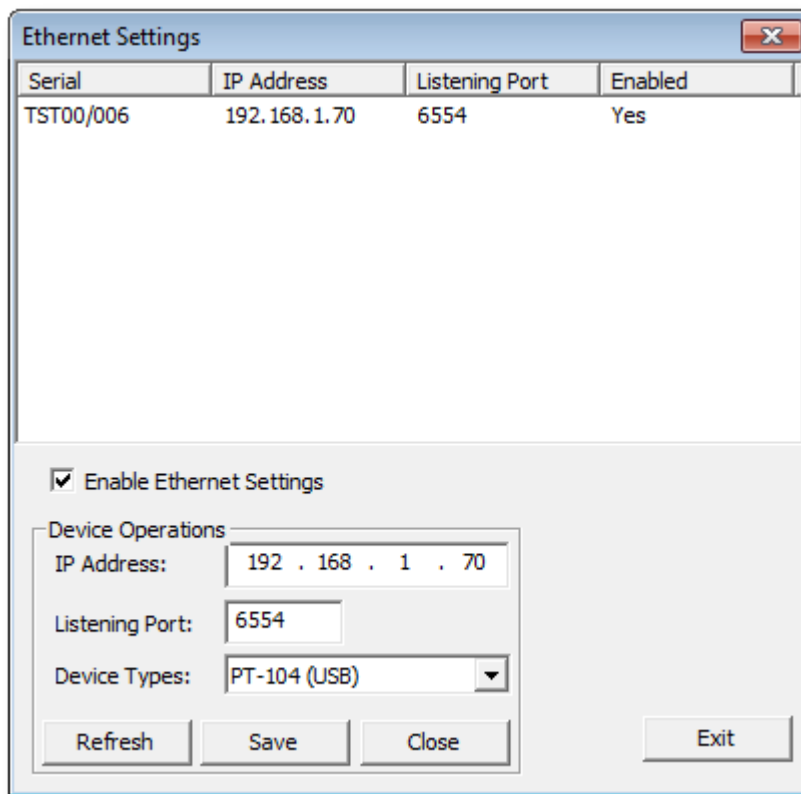 Ethernet Settings
Serial IP Address Listening Port Enabled
TST00/006 192.168.1.70 6554 Yes
Enable Ethernet Settings
Device Operations
IP Address: 192 . 168 . 1 . 70
Listening Port: 6554
Device Types: PT-104 (USB)
Refresh Save Close Exit